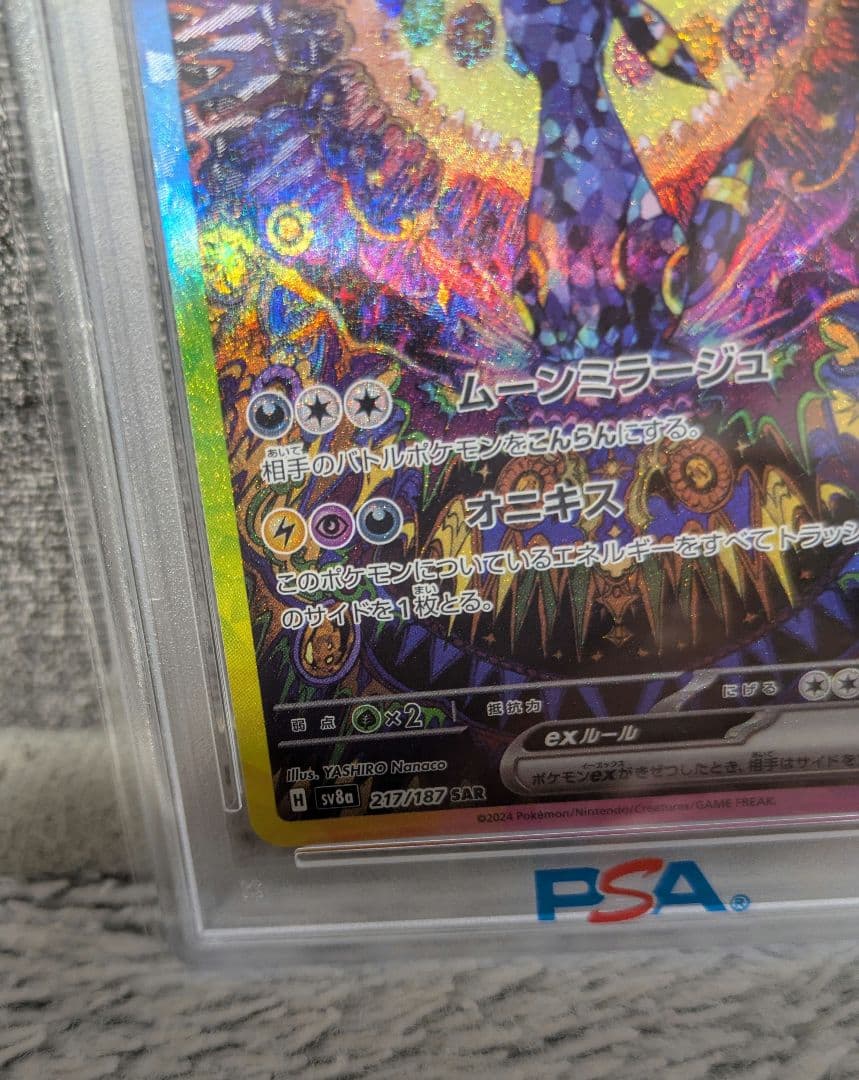 ムーンミラージュ
相手のバトルポケモンをこんらんにする。
オニキス
このポケモンについているエネルギーをすべてトラッシ
のサイドを1枚とる。
弱点 ×2 抵抗力 にげる
exルール
ポケモンexがきぜつしたとき、相手はサイドを
Illus. YASHIRO Nanaco
H sv8a 217/187 SAR
©2024 Pokémon/Nintendo/Creatures/GAME FREAK.
PSA®